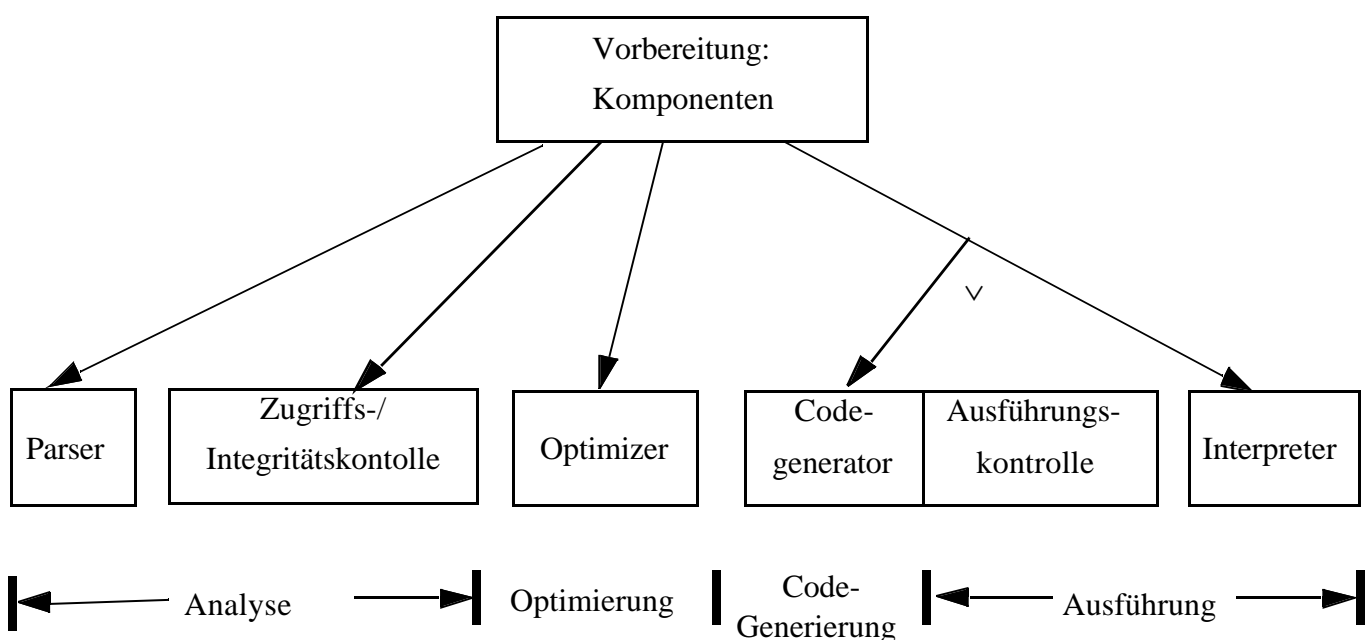 Vorbereitung:
Komponenten
Parser
Zugriffs-/
Integritätskontolle
Optimizer
Code-
generator
Ausführungs-
kontrolle
Interpreter
Analyse
Optimierung
Code-
Generierung
Ausführung